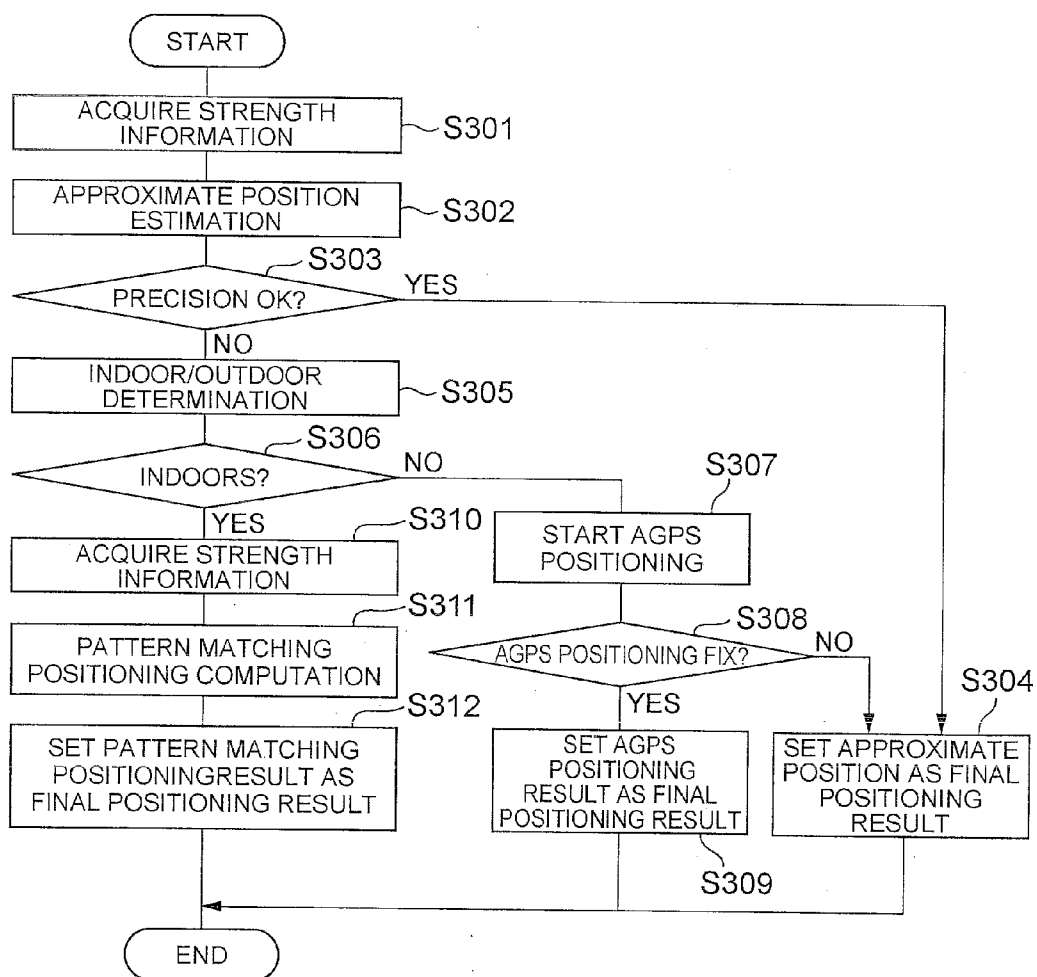 START
ACQUIRE STRENGTH
INFORMATION
S301
APPROXIMATE POSITION
ESTIMATION
S302
S303
PRECISION OK?
YES
NO
INDOOR/OUTDOOR
DETERMINATION
S305
S306
INDOORS?
NO
YES
S307
START AGPS
POSITIONING
S310
ACQUIRE STRENGTH
INFORMATION
S308
AGPS POSITIONING FIX?
NO
YES
S311
PATTERN MATCHING
POSITIONING COMPUTATION
S312
SET PATTERN MATCHING
POSITIONINGRESULT AS
FINAL POSITIONING RESULT
SET AGPS
POSITIONING
RESULT AS FINAL
POSITIONING RESULT
S309
S304
SET APPROXIMATE
POSITION AS FINAL
POSITIONING
RESULT
END